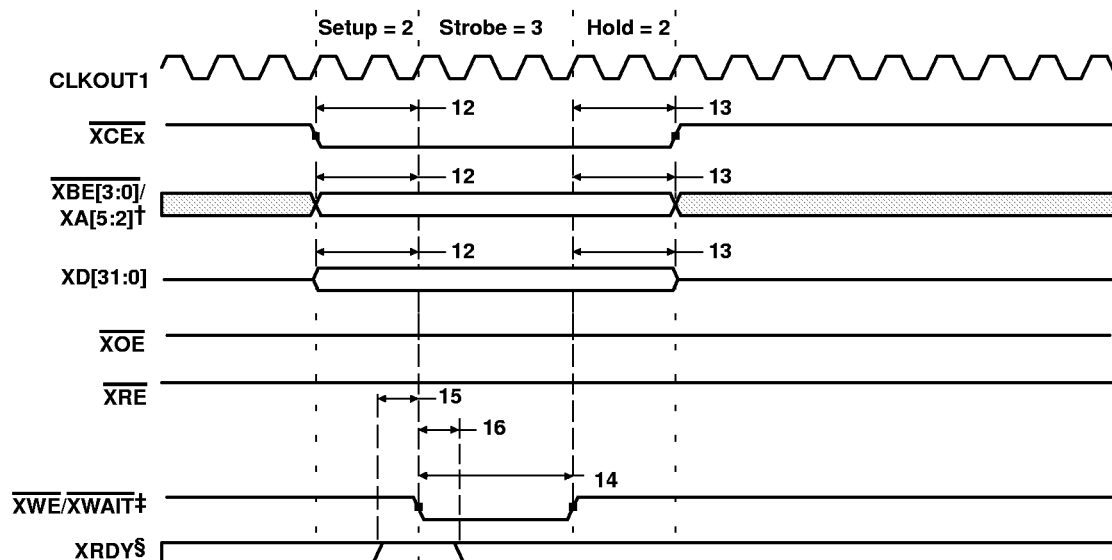 Setup = 2 Strobe = 3 Hold = 2
CLKOUT1
12 13
XCEx
12 13
XBE[3:0]/
XA[5:2]†
12 13
XD[31:0]
XOE
XRE
15
16
14
XWE/XWAIT‡
XRDY§